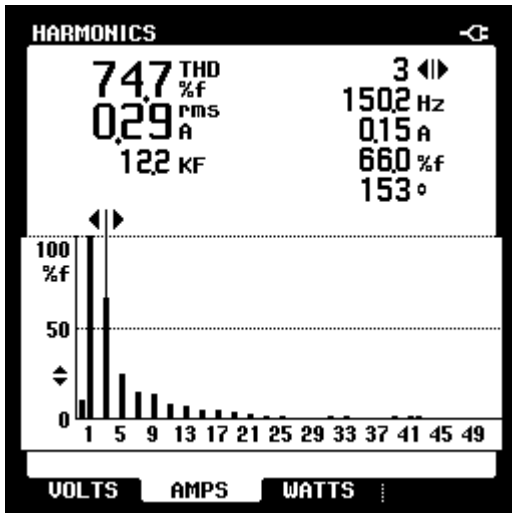 HARMONICS
74.7 THD %f
0.29 rms A
12.2 KF
3
150.2 Hz
0.15 A
66.0 %f
153 °
100
%f
50
0
1 5 9 13 17 21 25 29 33 37 41 45 49
VOLTS AMPS WATTS